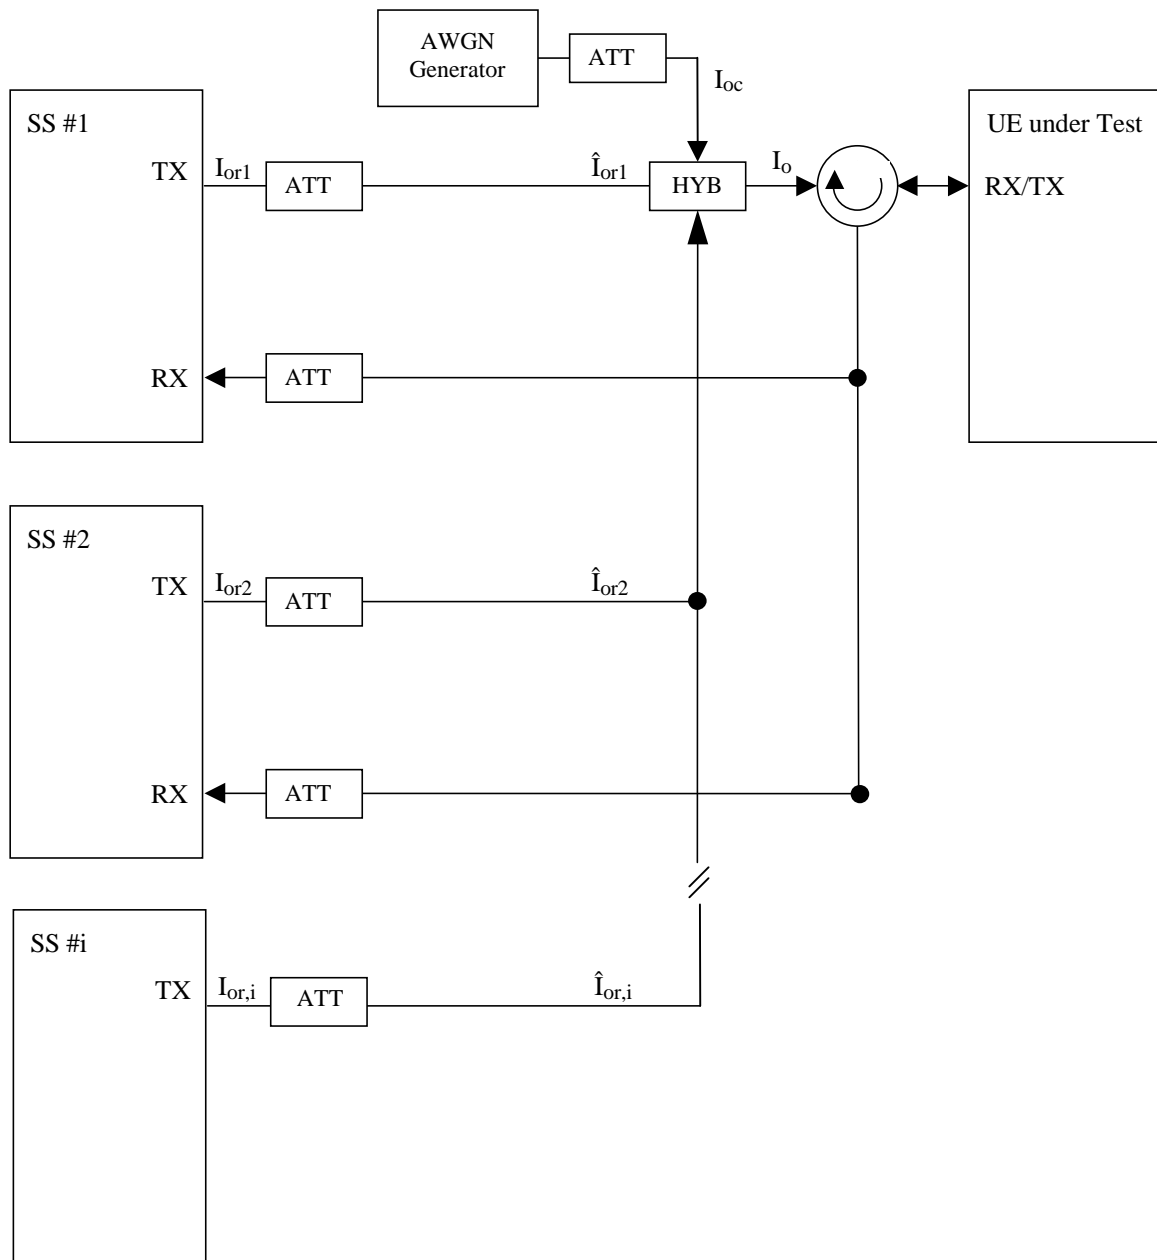 AWGN
Generator
ATT
I_oc
SS #1
UE under Test
TX
I_or1
ATT
Î_or1
HYB
I_o
RX/TX
RX
ATT
SS #2
TX
I_or2
ATT
Î_or2
RX
ATT
SS #i
TX
I_or,i
ATT
Î_or,i